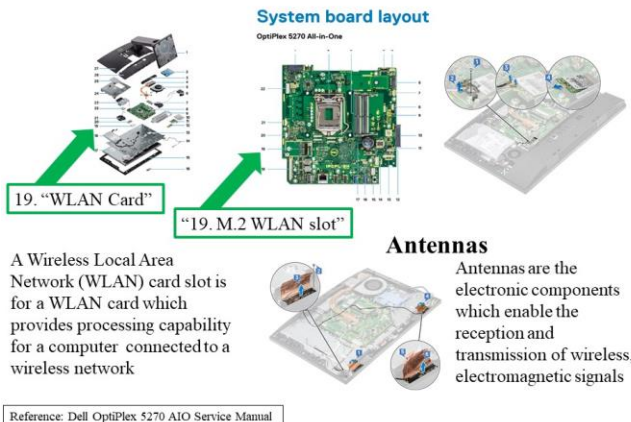 System board layout
OptiPlex 5270 All-in-One
19. “WLAN Card”
“19. M.2 WLAN slot”
A Wireless Local Area
Network (WLAN) card slot is
for a WLAN card which
provides processing capability
for a computer connected to a
wireless network
Antennas
Antennas are the
electronic components
which enable the
reception and
transmission of wireless,
electromagnetic signals
Reference: Dell OptiPlex 5270 AIO Service Manual